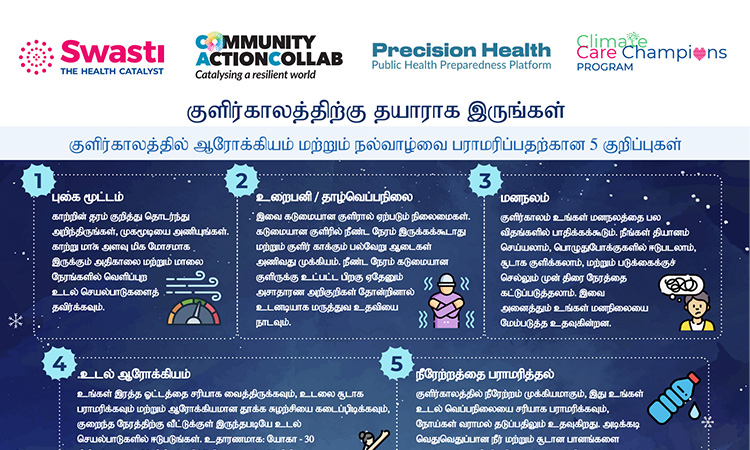 Swasti
THE HEALTH CATALYST
COMMUNITY
ACTIONCOLLAB
Catalysing a resilient world
Precision Health
Public Health Preparedness Platform
Climate
Care Champions
PROGRAM
குளிர்காலத்திற்கு தயாராக இருங்கள்
குளிர்காலத்தில் ஆரோக்கியம் மற்றும் நல்வாழ்வை பராமரிப்பதற்கான 5 குறிப்புகள்
1
புகை மூட்டம்
காற்றின் தரம் குறித்து தொடர்ந்து
அறிந்திருங்கள், முகமூடியை அணியுங்கள்.
காற்று மாசு அளவு மிக மோசமாக
இருக்கும் அதிகாலை மற்றும் மாலை
நேரங்களில் வெளிப்புற
உடல் செயல்பாடுகளைத்
தவிர்க்கவும்.
2
உறைபனி / தாழ்வெப்பநிலை
இவை கடுமையான குளிரால் ஏற்படும் நிலைமைகள்.
கடுமையான குளிரில் நீண்ட நேரம் இருக்கக்கூடாது
மற்றும் குளிர் காக்கும் பல்வேறு ஆடைகள்
அணிவது முக்கியம். நீண்ட நேரம் கடுமையான
குளிருக்கு உட்பட்ட பிறகு ஏதேனும்
அசாதாரண அறிகுறிகள் தோன்றினால்
உடனடியாக மருத்துவ உதவியை
நாடவும்.
3
மனநலம்
குளிர்காலம் உங்கள் மனநலத்தை பல
விதங்களில் பாதிக்கக்கூடும். நீங்கள் தியானம்
செய்யலாம், பொழுதுபோக்குகளில் ஈடுபடலாம்,
சூடாக குளிக்கலாம், மற்றும் படுக்கைக்குச்
செல்லும் முன் திரை நேரத்தை
கட்டுப்படுத்தலாம். இவை
அனைத்தும் உங்கள் மனநிலையை
மேம்படுத்த உதவுகின்றன.
4
உடல் ஆரோக்கியம்
உங்கள் இரத்த ஓட்டத்தை சரியாக வைத்திருக்கவும், உடலை சூடாக
பராமரிக்கவும் மற்றும் ஆரோக்கியமான தூக்க சுழற்சியை கடைப்பிடிக்கவும்,
குறைந்த நேரத்திற்கு வீட்டுக்குள் இருந்தபடியே உடல்
செயல்பாடுகளில் ஈடுபடுங்கள். உதாரணமாக: யோகா - 30
5
நீரேற்றத்தை பராமரித்தல்
குளிர்காலத்தில் நீரேற்றம் முக்கியமாகும், இது உங்கள்
உடல் வெப்பநிலையை சரியாக பராமரிக்கவும்,
நோய்கள் வராமல் தடுப்பதிலும் உதவுகிறது. அடிக்கடி
வெதுவெதுப்பான நீர் மற்றும் சூடான பானங்களை